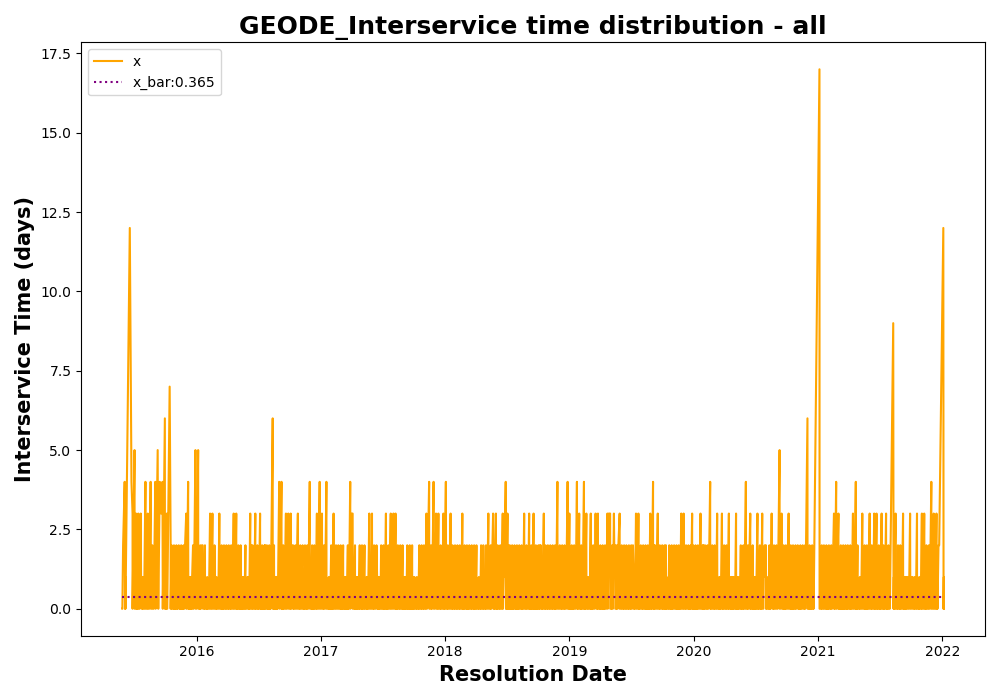 GEODE_Interservice time distribution - all
x
x_bar:0.365
17.5
15.0
12.5
10.0
7.5
5.0
2.5
0.0
Interservice Time (days)
2016 2017 2018 2019 2020 2021 2022
Resolution Date